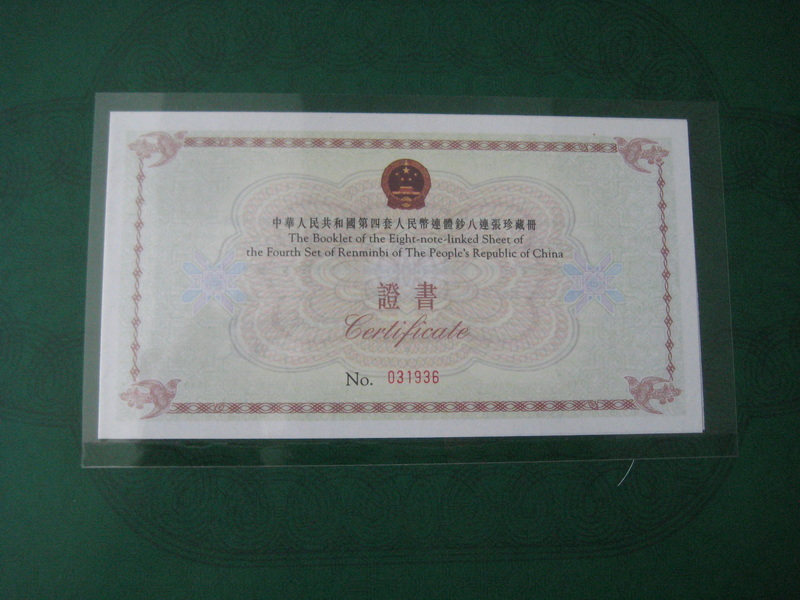 中華人民共和國第四套人民幣連體鈔八連張珍藏冊
The Booklet of the Eight-note-linked Sheet of
the Fourth Set of Renminbi of The People's Republic of China
證書
Certificate
No. 031936